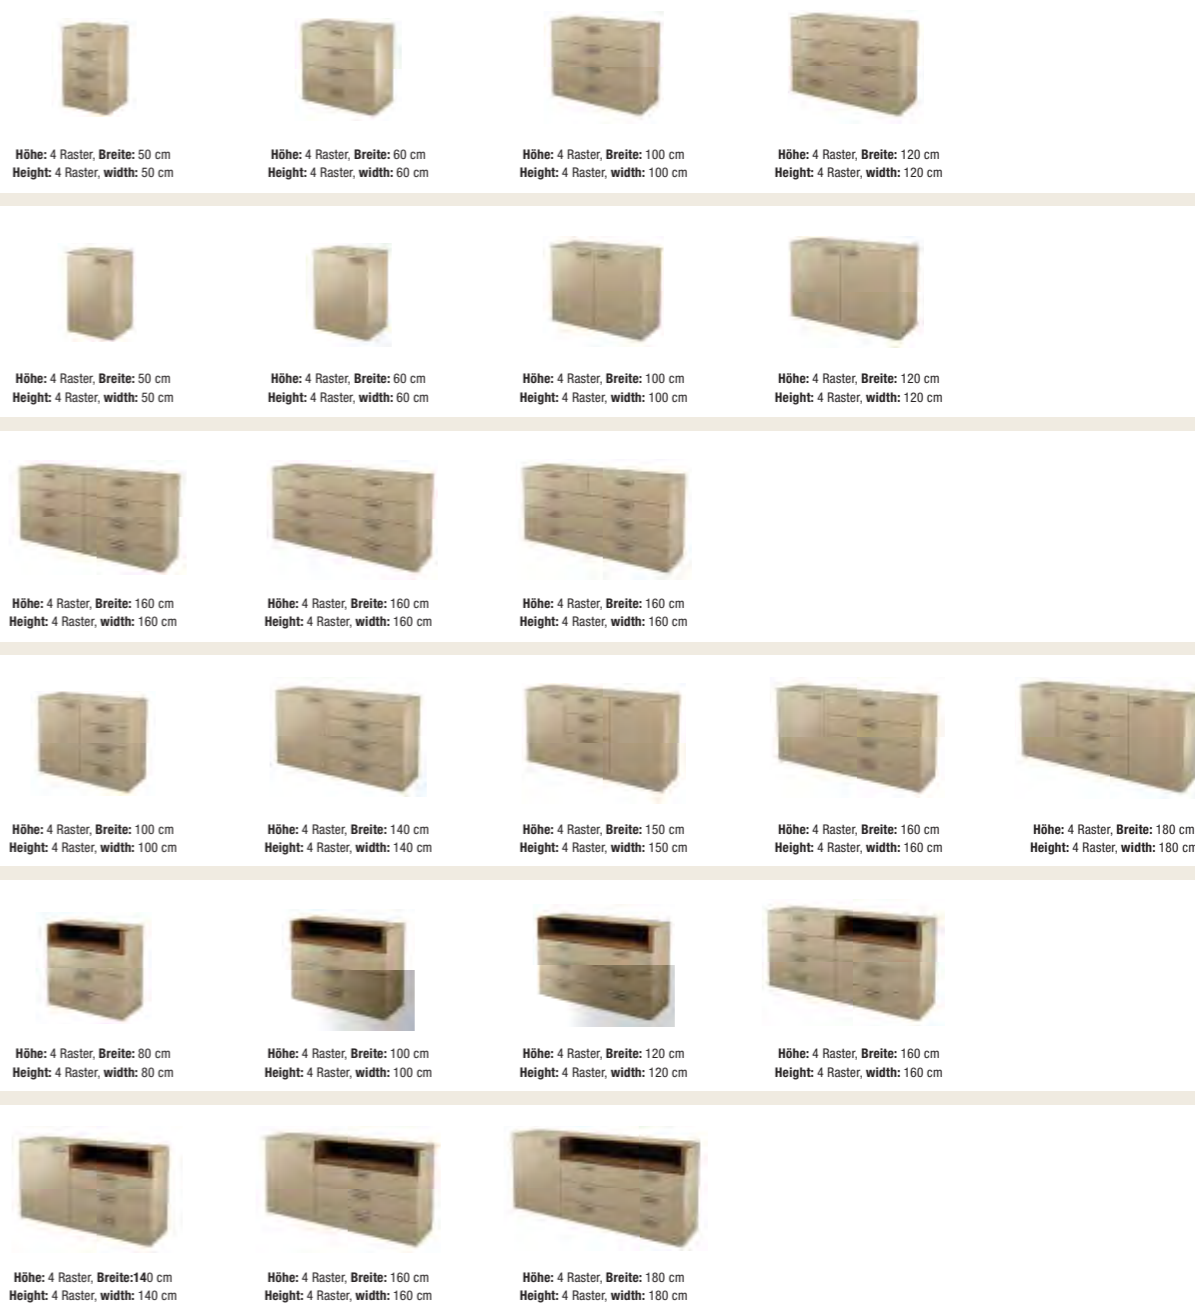 Höhe: 4 Raster, Breite: 50 cm
Height: 4 Raster, width: 50 cm
Höhe: 4 Raster, Breite: 60 cm
Height: 4 Raster, width: 60 cm
Höhe: 4 Raster, Breite: 100 cm
Height: 4 Raster, width: 100 cm
Höhe: 4 Raster, Breite: 120 cm
Height: 4 Raster, width: 120 cm
Höhe: 4 Raster, Breite: 50 cm
Height: 4 Raster, width: 50 cm
Höhe: 4 Raster, Breite: 60 cm
Height: 4 Raster, width: 60 cm
Höhe: 4 Raster, Breite: 100 cm
Height: 4 Raster, width: 100 cm
Höhe: 4 Raster, Breite: 120 cm
Height: 4 Raster, width: 120 cm
Höhe: 4 Raster, Breite: 160 cm
Height: 4 Raster, width: 160 cm
Höhe: 4 Raster, Breite: 160 cm
Height: 4 Raster, width: 160 cm
Höhe: 4 Raster, Breite: 160 cm
Height: 4 Raster, width: 160 cm
Höhe: 4 Raster, Breite: 100 cm
Height: 4 Raster, width: 100 cm
Höhe: 4 Raster, Breite: 140 cm
Height: 4 Raster, width: 140 cm
Höhe: 4 Raster, Breite: 150 cm
Height: 4 Raster, width: 150 cm
Höhe: 4 Raster, Breite: 160 cm
Height: 4 Raster, width: 160 cm
Höhe: 4 Raster, Breite: 180 cm
Height: 4 Raster, width: 180 cm
Höhe: 4 Raster, Breite: 80 cm
Height: 4 Raster, width: 80 cm
Höhe: 4 Raster, Breite: 100 cm
Height: 4 Raster, width: 100 cm
Höhe: 4 Raster, Breite: 120 cm
Height: 4 Raster, width: 120 cm
Höhe: 4 Raster, Breite: 160 cm
Height: 4 Raster, width: 160 cm
Höhe: 4 Raster, Breite:140 cm
Height: 4 Raster, width: 140 cm
Höhe: 4 Raster, Breite: 160 cm
Height: 4 Raster, width: 160 cm
Höhe: 4 Raster, Breite: 180 cm
Height: 4 Raster, width: 180 cm